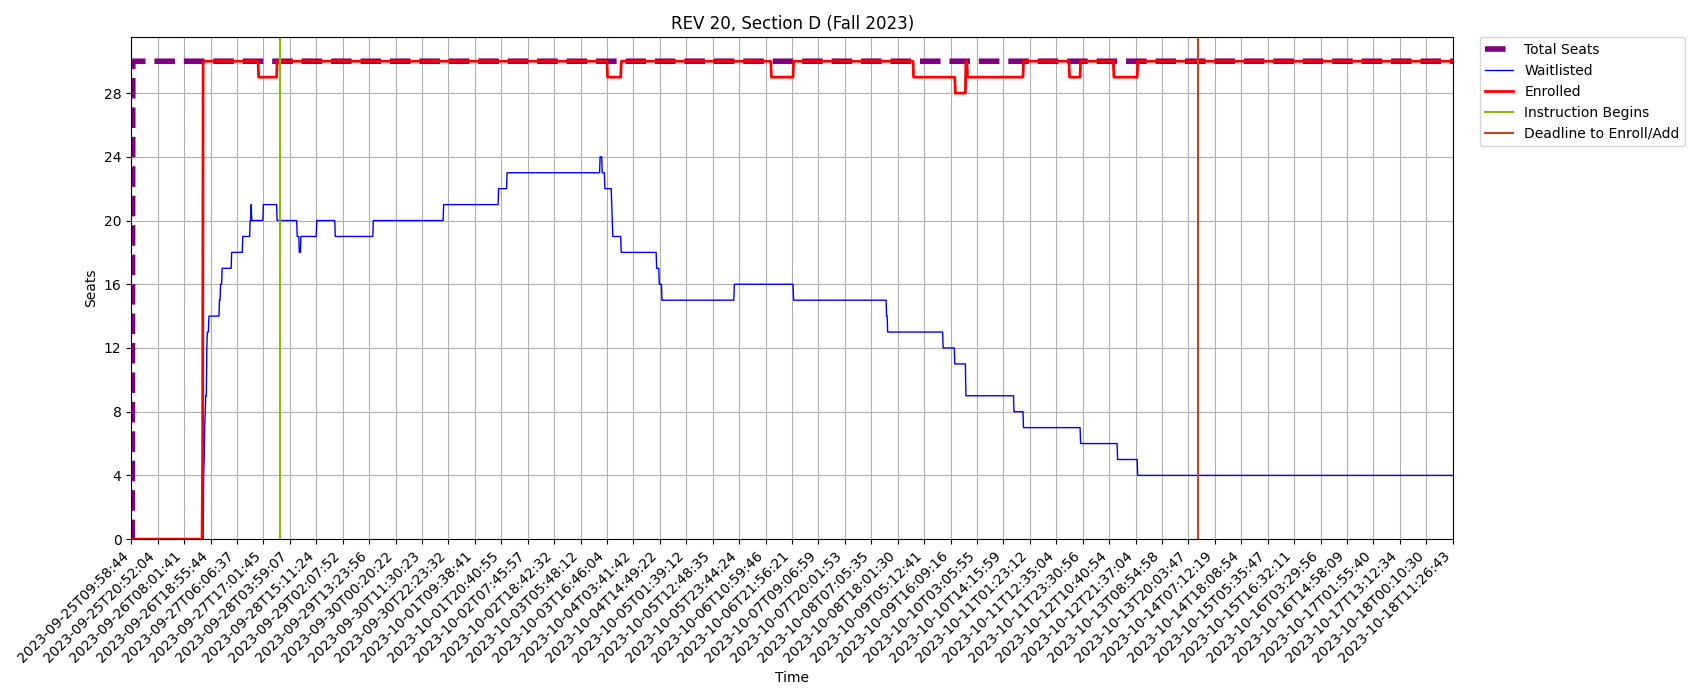 REV 20, Section D (Fall 2023)
Total Seats
Waitlisted
Enrolled
Instruction Begins
Deadline to Enroll/Add
Seats
28
24
20
16
12
8
4
0
2023-09-25T09:58:44
2023-09-25T20:52:04
2023-09-26T08:01:41
2023-09-26T18:55:44
2023-09-27T06:06:37
2023-09-27T17:01:45
2023-09-28T03:59:07
2023-09-28T15:11:24
2023-09-29T02:07:52
2023-09-29T13:23:56
2023-09-30T00:20:22
2023-09-30T11:30:23
2023-09-30T22:23:32
2023-10-01T09:38:41
2023-10-01T20:40:55
2023-10-02T07:45:57
2023-10-02T18:42:32
2023-10-03T05:48:12
2023-10-03T16:46:04
2023-10-04T03:41:42
2023-10-04T14:49:22
2023-10-05T01:39:12
2023-10-05T12:48:35
2023-10-05T23:44:24
2023-10-06T10:59:46
2023-10-06T21:56:21
2023-10-07T09:06:59
2023-10-07T20:01:53
2023-10-08T07:05:35
2023-10-08T18:01:30
2023-10-09T05:12:41
2023-10-09T16:09:16
2023-10-10T03:05:55
2023-10-10T14:15:59
2023-10-11T01:23:12
2023-10-11T12:35:04
2023-10-11T23:30:56
2023-10-12T10:40:54
2023-10-12T21:37:04
2023-10-13T08:54:58
2023-10-13T20:03:47
2023-10-14T07:12:19
2023-10-14T18:08:54
2023-10-15T05:35:47
2023-10-15T16:32:11
2023-10-16T03:29:56
2023-10-16T14:58:09
2023-10-17T01:55:40
2023-10-17T13:12:34
2023-10-18T00:10:30
2023-10-18T11:26:43
Time